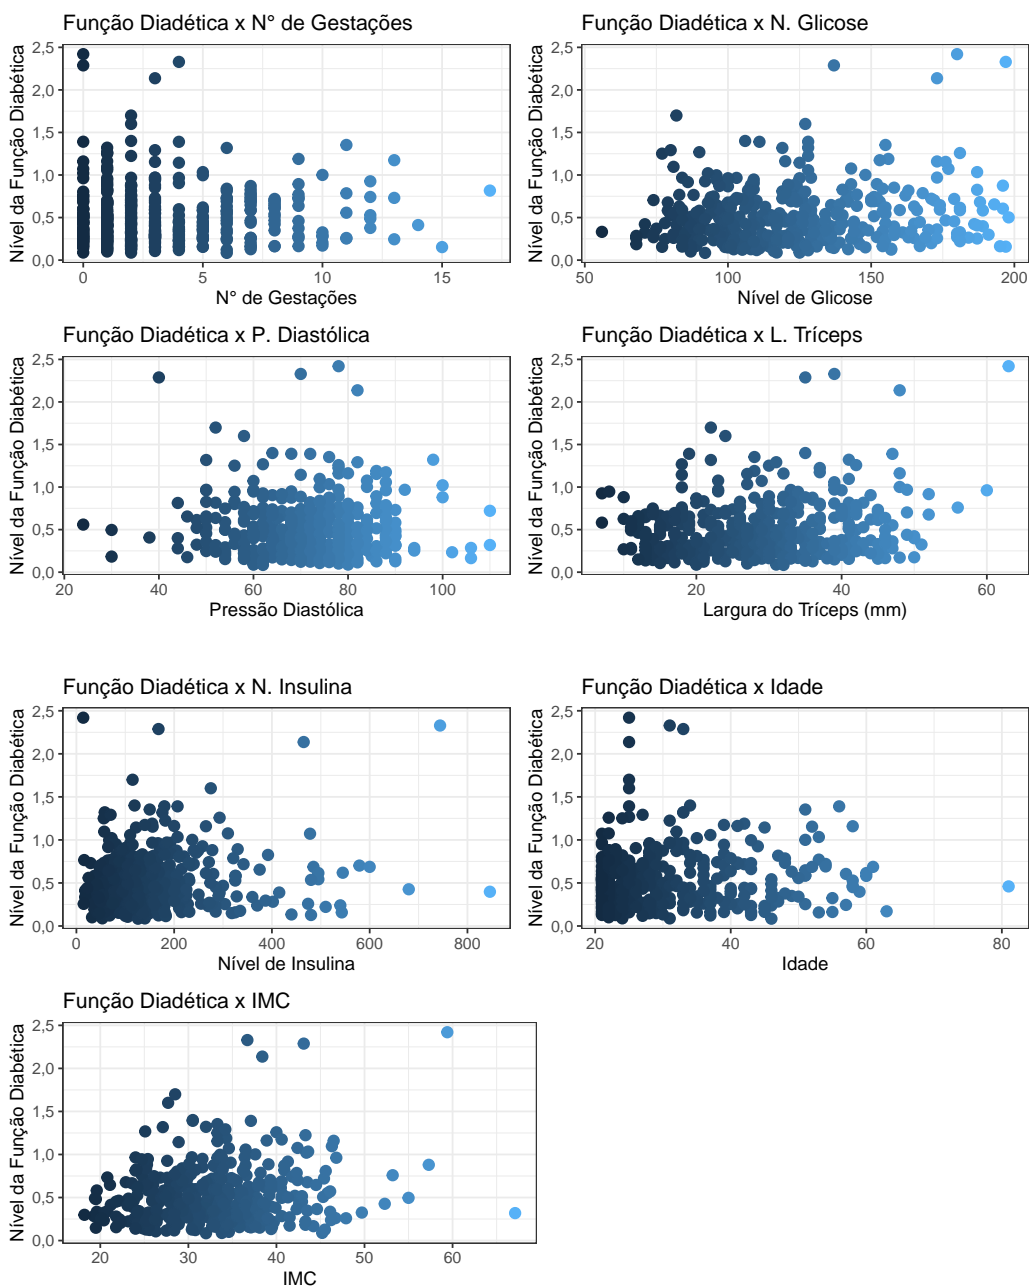 Função Diadética x N° de Gestações
Nível da Função Diabética
2,5
2,0
1,5
1,0
0,5
0,0
0 5 10 15
N° de Gestações
Função Diadética x N. Glicose
Nível da Função Diabética
2,5
2,0
1,5
1,0
0,5
0,0
50 100 150 200
Nível de Glicose
Função Diadética x P. Diastólica
Nível da Função Diabética
2,5
2,0
1,5
1,0
0,5
0,0
20 40 60 80 100
Pressão Diastólica
Função Diadética x L. Tríceps
Nível da Função Diabética
2,5
2,0
1,5
1,0
0,5
0,0
20 40 60
Largura do Tríceps (mm)
Função Diadética x N. Insulina
Nível da Função Diabética
2,5
2,0
1,5
1,0
0,5
0,0
0 200 400 600 800
Nível de Insulina
Função Diadética x Idade
Nível da Função Diabética
2,5
2,0
1,5
1,0
0,5
0,0
20 40 60 80
Idade
Função Diadética x IMC
Nível da Função Diabética
2,5
2,0
1,5
1,0
0,5
0,0
20 30 40 50 60
IMC